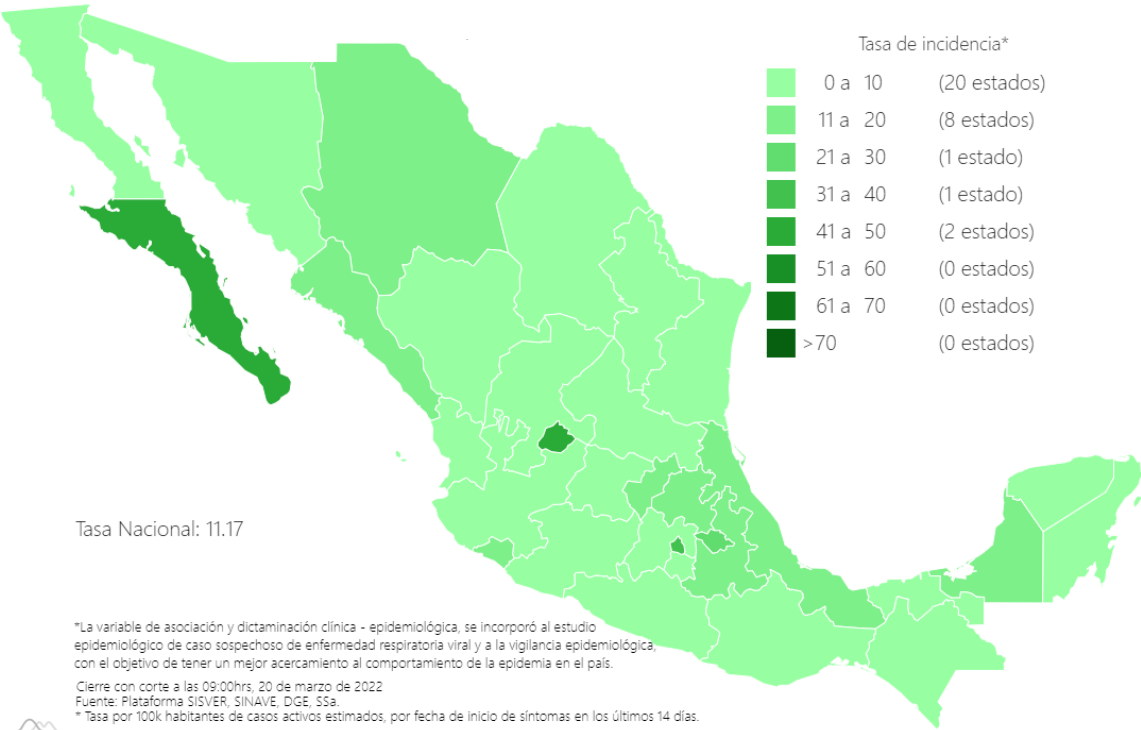 Tasa de incidencia*
0 a 10 (20 estados)
11 a 20 (8 estados)
21 a 30 (1 estado)
31 a 40 (1 estado)
41 a 50 (2 estados)
51 a 60 (0 estados)
61 a 70 (0 estados)
>70 (0 estados)
Tasa Nacional: 11.17
*La variable de asociación y dictaminación clínica - epidemiológica, se incorporó al estudio
epidemiológico de caso sospechoso de enfermedad respiratoria viral y a la vigilancia epidemiológica,
con el objetivo de tener un mejor acercamiento al comportamiento de la epidemia en el país.
Cierre con corte a las 09:00hrs, 20 de marzo de 2022
Fuente: Plataforma SISVER, SINAVE, DGE, SSa.
* Tasa por 100k habitantes de casos activos estimados, por fecha de inicio de síntomas en los últimos 14 días.